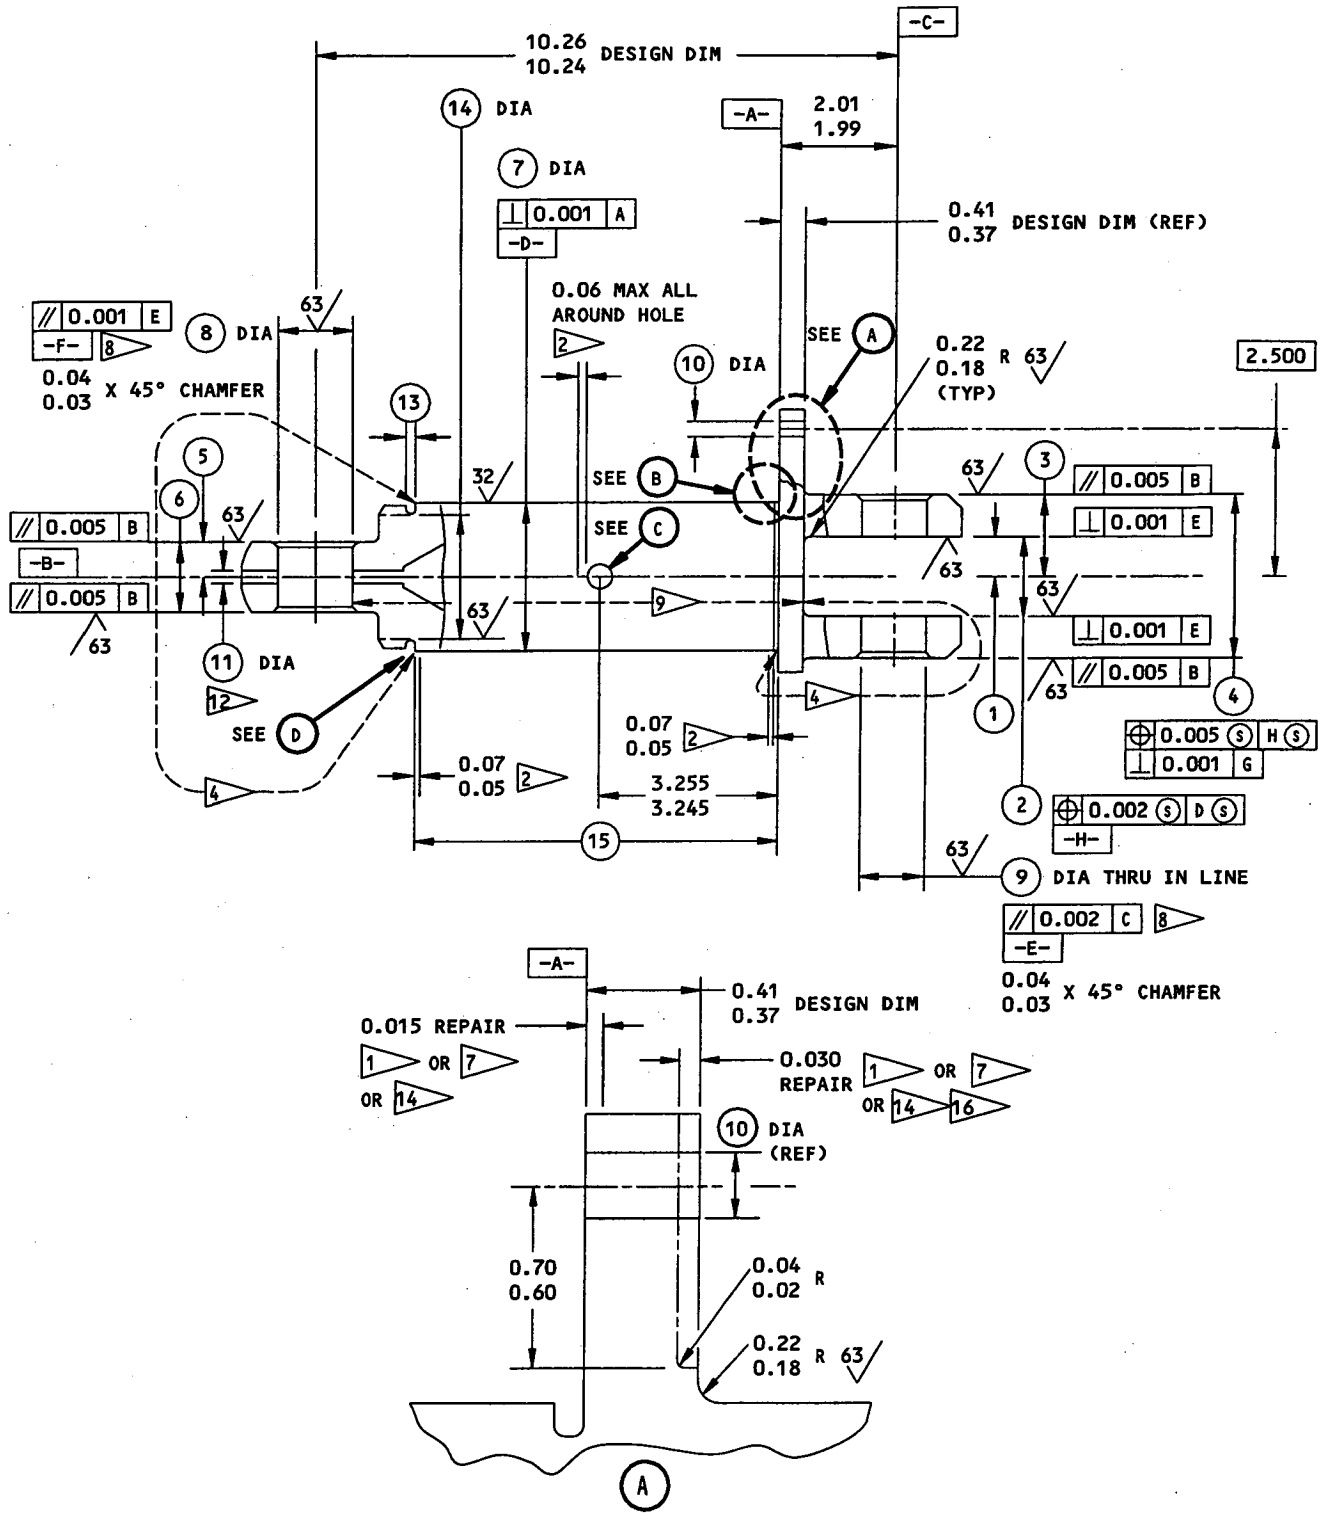 -C-
10.26
10.24 DESIGN DIM
14 DIA
-A-
2.01
1.99
7 DIA
⊥ 0.001 A
-D-
0.41
0.37 DESIGN DIM (REF)
0.06 MAX ALL
AROUND HOLE
2
// 0.001 E
-F- 8
8 DIA
63
0.04
0.03 X 45° CHAMFER
SEE A
10 DIA
0.22
0.18 R 63
(TYP)
2.500
13
5
6
32
SEE B
SEE C
63
3
// 0.005 B
⊥ 0.001 E
63
// 0.005 B
-B-
// 0.005 B
63
63
9
63
63
⊥ 0.001 E
// 0.005 B
63
11 DIA
12
SEE D
4
4
1
4
0.07
0.05 2
0.07
0.05 2
3.255
3.245
15
⌖ 0.005 Ⓢ H Ⓢ
⊥ 0.001 G
2
⌖ 0.002 Ⓢ D Ⓢ
-H-
63
9 DIA THRU IN LINE
// 0.002 C 8
-E-
0.04
0.03 X 45° CHAMFER
-A-
0.41
0.37 DESIGN DIM
0.015 REPAIR
1 OR 7
OR 14
0.030
REPAIR 1 OR 7
OR 14 16
10 DIA
(REF)
0.70
0.60
0.04
0.02 R
0.22
0.18 R 63
A